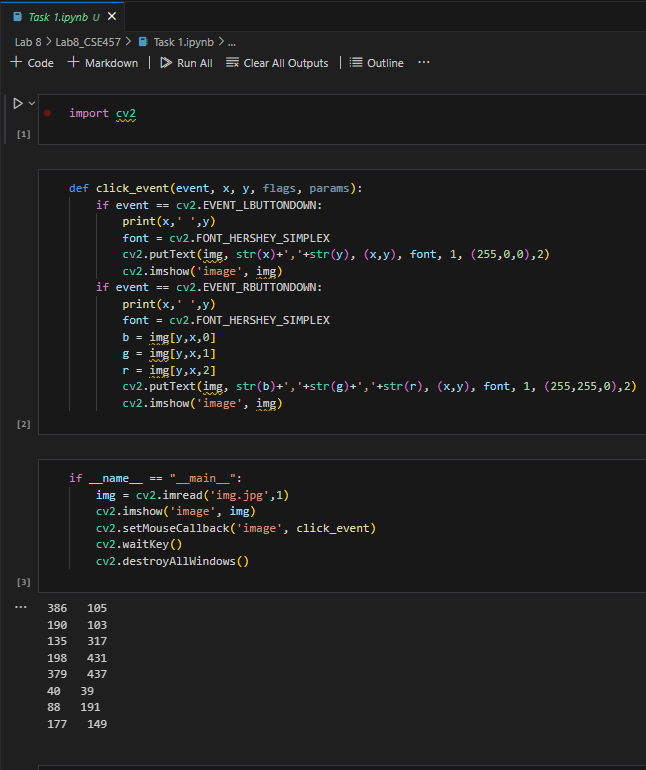 Task 1.ipynb U ✕
Lab 8 > Lab8_CSE457 > Task 1.ipynb > ...
+ Code + Markdown | Run All Clear All Outputs | Outline ...
import cv2
[1]
def click_event(event, x, y, flags, params):
    if event == cv2.EVENT_LBUTTONDOWN:
        print(x,' ',y)
        font = cv2.FONT_HERSHEY_SIMPLEX
        cv2.putText(img, str(x)+','+str(y), (x,y), font, 1, (255,0,0),2)
        cv2.imshow('image', img)
    if event == cv2.EVENT_RBUTTONDOWN:
        print(x,' ',y)
        font = cv2.FONT_HERSHEY_SIMPLEX
        b = img[y,x,0]
        g = img[y,x,1]
        r = img[y,x,2]
        cv2.putText(img, str(b)+','+str(g)+','+str(r), (x,y), font, 1, (255,255,0),2)
        cv2.imshow('image', img)
[2]
if __name__ == "__main__":
    img = cv2.imread('img.jpg',1)
    cv2.imshow('image', img)
    cv2.setMouseCallback('image', click_event)
    cv2.waitKey()
    cv2.destroyAllWindows()
[3]
... 386   105
190   103
135   317
198   431
379   437
40   39
88   191
177   149